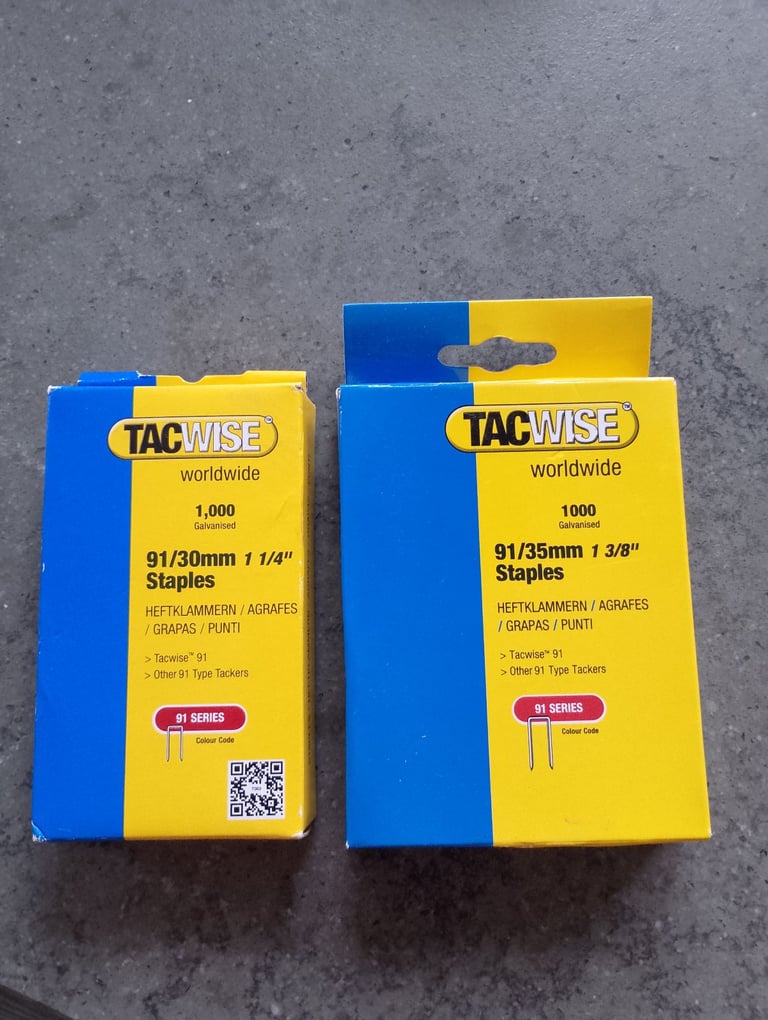 TACWISE™
worldwide
1,000
Galvanised
91/30mm 1 1/4"
Staples
HEFTKLAMMERN / AGRAFES
/ GRAPAS / PUNTI
> Tacwise™ 91
> Other 91 Type Tackers
91 SERIES
Colour Code
TACWISE™
worldwide
1000
Galvanised
91/35mm 1 3/8"
Staples
HEFTKLAMMERN / AGRAFES
/ GRAPAS / PUNTI
> Tacwise™ 91
> Other 91 Type Tackers
91 SERIES
Colour Code